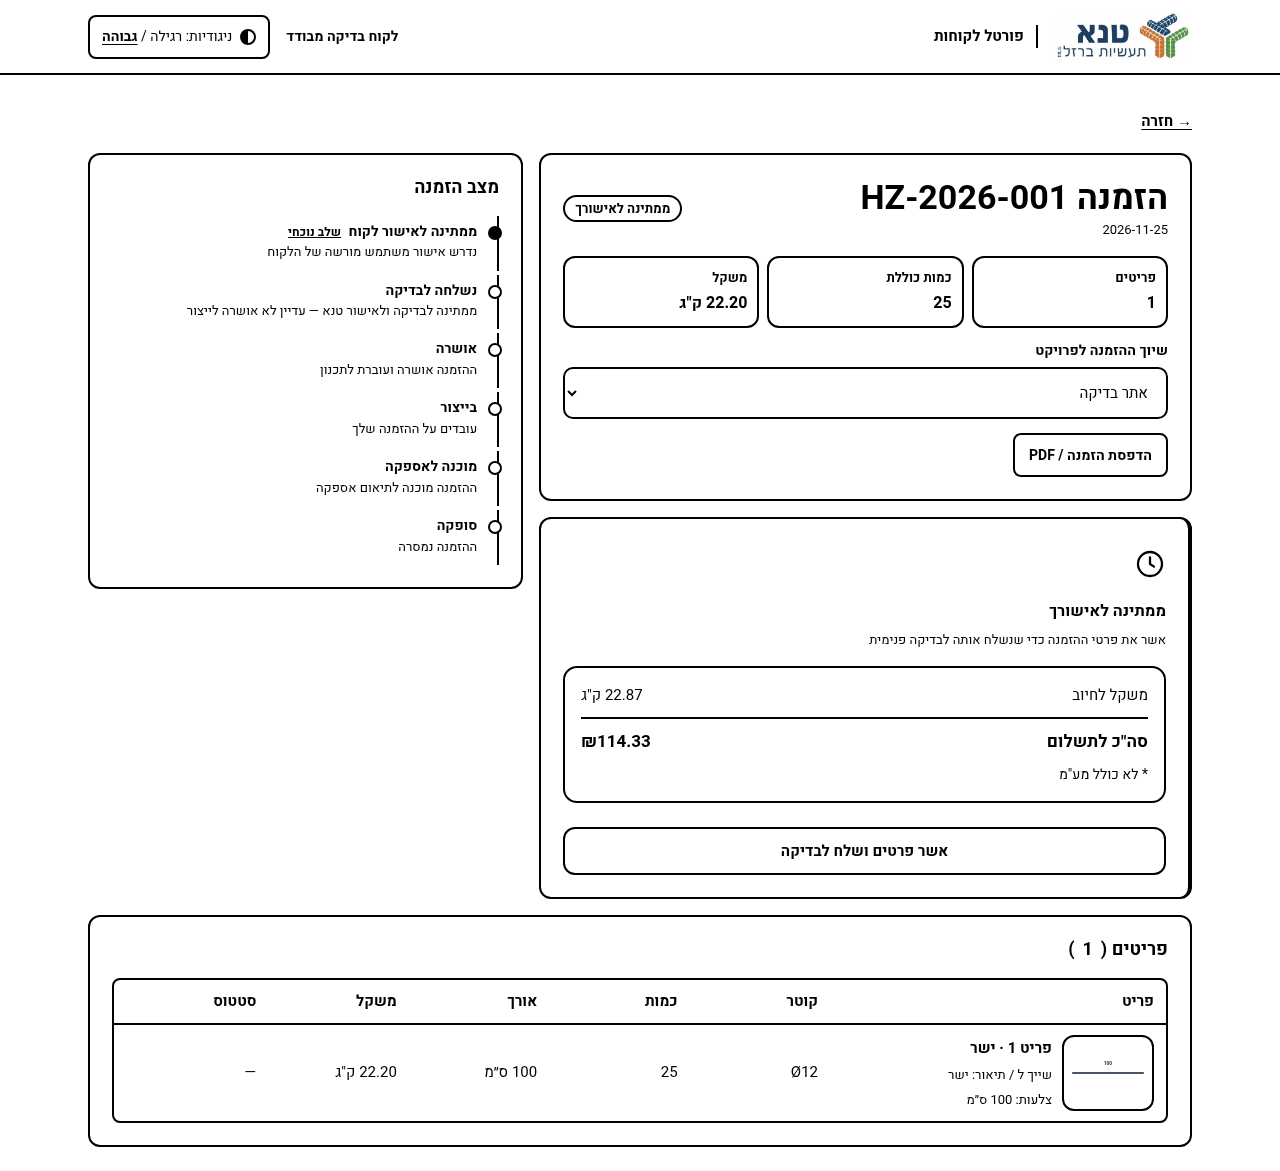 טנא
תעשיות ברזל
פורטל לקוחות
לקוח בדיקה מבודד
ניגודיות: רגילה / גבוהה
→ חזרה
הזמנה HZ-2026-001
2026-11-25
ממתינה לאישורך
פריטים
1
כמות כוללת
25
משקל
22.20 ק"ג
שיוך ההזמנה לפרויקט
אתר בדיקה
הדפסת הזמנה / PDF
מצב הזמנה
ממתינה לאישור לקוח שלב נוכחי
נדרש אישור משתמש מורשה של הלקוח
נשלחה לבדיקה
ממתינה לבדיקה ולאישור טנא — עדיין לא אושרה לייצור
אושרה
ההזמנה אושרה ועוברת לתכנון
בייצור
עובדים על ההזמנה שלך
מוכנה לאספקה
ההזמנה מוכנה לתיאום אספקה
סופקה
ההזמנה נמסרה
ממתינה לאישורך
אשר את פרטי ההזמנה כדי שנשלח אותה לבדיקה פנימית
משקל לחיוב 22.87 ק"ג
סה"כ לתשלום ₪114.33
* לא כולל מע"מ
אשר פרטים ושלח לבדיקה
פריטים ( 1 )
פריט קוטר כמות אורך משקל סטטוס
100
פריט 1 · ישר
שייך ל / תיאור: ישר
צלעות: 100 ס״מ
Ø12 25 100 ס״מ 22.20 ק"ג —